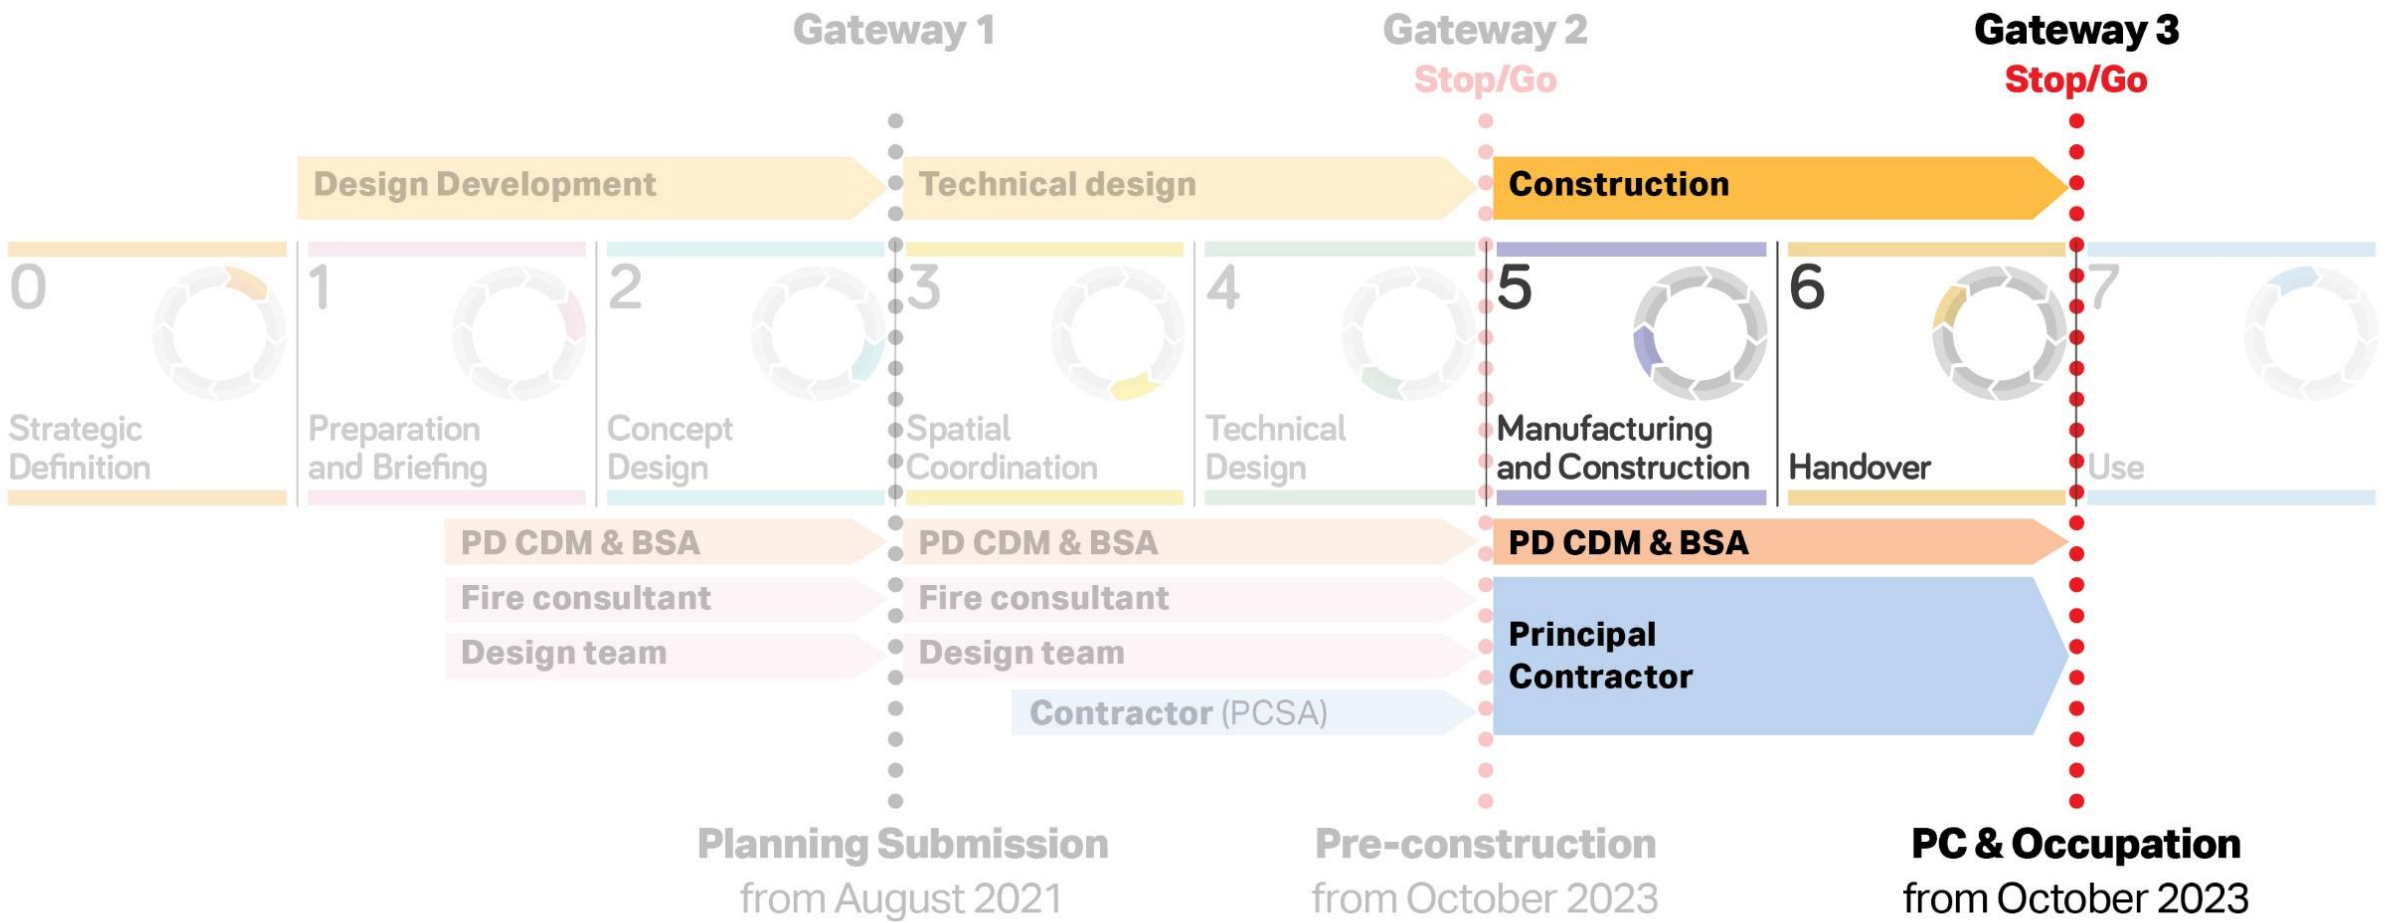 Gateway 1
Gateway 2
Gateway 3
Stop/Go
Stop/Go
Design Development
Technical design
Construction
0
1
2
3
4
5
6
7
Strategic
Definition
Preparation
and Briefing
Concept
Design
Spatial
Coordination
Technical
Design
Manufacturing
and Construction
Handover
Use
PD CDM & BSA
PD CDM & BSA
PD CDM & BSA
Fire consultant
Fire consultant
Design team
Design team
Principal
Contractor
Contractor (PCSA)
Planning Submission
from August 2021
Pre-construction
from October 2023
PC & Occupation
from October 2023